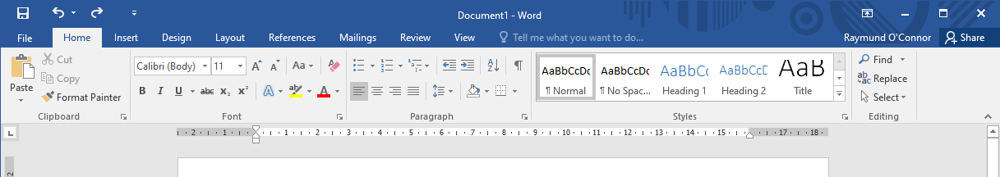 Document1 - Word
File Home Insert Design Layout References Mailings Review View Tell me what you want to do... Raymund O'Connor Share
Paste
Cut
Copy
Format Painter
Clipboard
Calibri (Body) 11 A A Aa A
B I U abc X₂ X² A ab A
Font
A Z ¶
Paragraph
AaBbCcDc AaBbCcDc AaBbCc AaBbCcD AaB
¶ Normal ¶ No Spac... Heading 1 Heading 2 Title
Styles
Find
Replace
Select
Editing
L 2 1 1 2 3 4 5 6 7 8 9 10 11 12 13 14 15 17 18
2